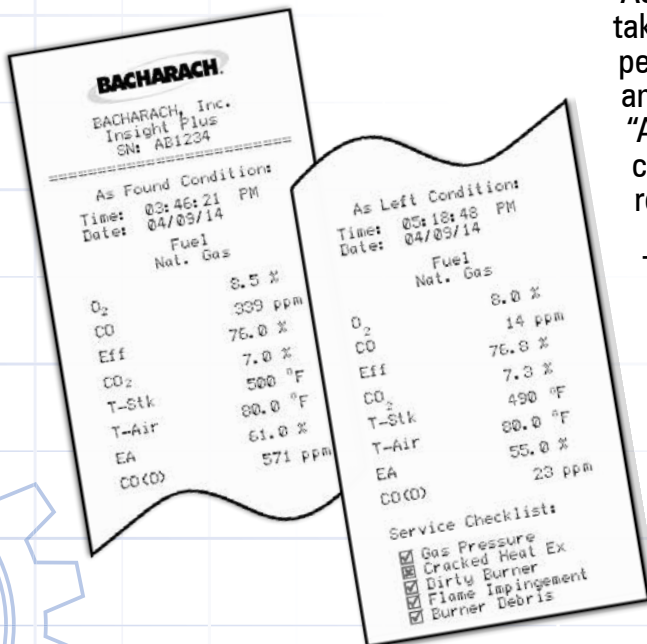 BACHARACH
BACHARACH, Inc.
Insight Plus
SN: AB1234
==========================
As Found Condition:
Time: 03:46:21 PM
Date: 04/09/14
Fuel
Nat. Gas
O₂ 8.5 %
CO 339 ppm
Eff 76.0 %
CO₂ 7.0 %
T-Stk 500 °F
T-Air 80.0 °F
EA 61.0 %
CO(O) 571 ppm
As Left Condition:
Time: 05:18:48 PM
Date: 04/09/14
Fuel
Nat. Gas
O₂ 8.0 %
CO 14 ppm
Eff 76.8 %
CO₂ 7.3 %
T-Stk 490 °F
T-Air 80.0 °F
EA 55.0 %
CO(O) 23 ppm
Service Checklist:
☑ Gas Pressure
☒ Cracked Heat Ex
☑ Dirty Burner
☑ Flame Impingement
☑ Burner Debris
tak
pe
an
"A
c
r